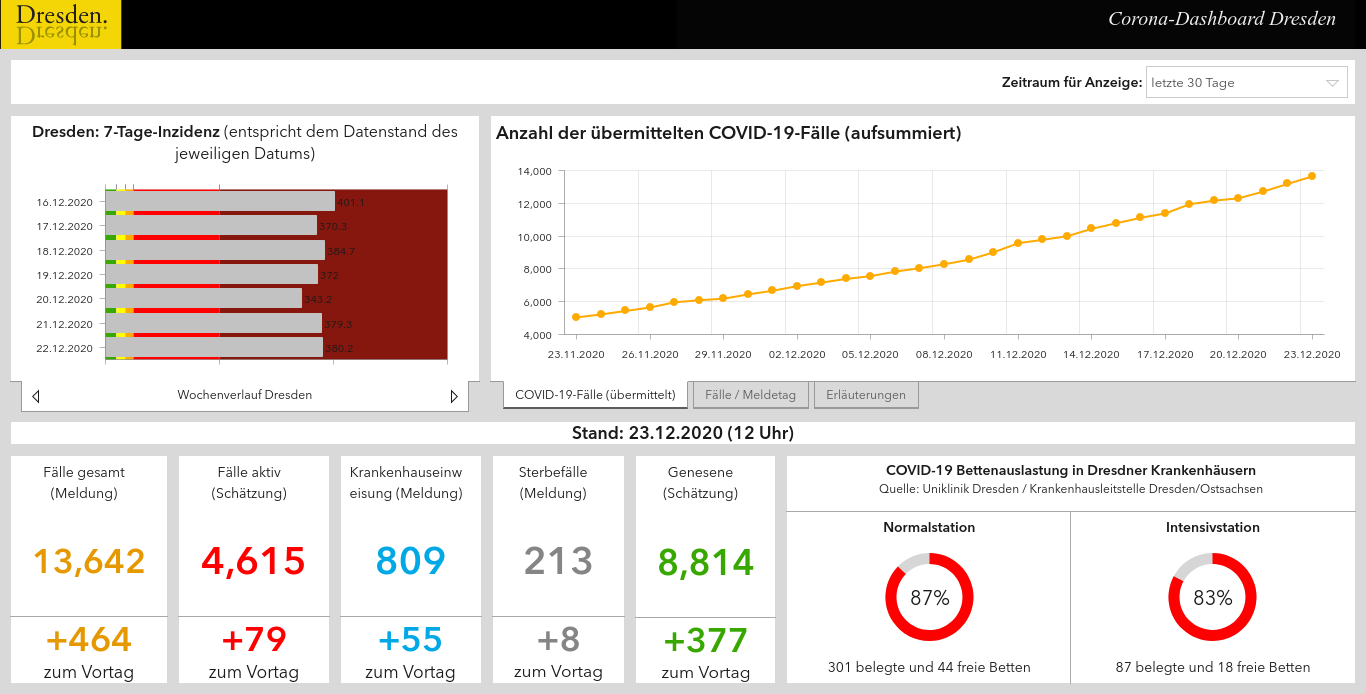 Dresden.
Corona-Dashboard Dresden
Zeitraum für Anzeige: letzte 30 Tage
Dresden: 7-Tage-Inzidenz (entspricht dem Datenstand des
jeweiligen Datums)
16.12.2020 401.1
17.12.2020 370.3
18.12.2020 384.7
19.12.2020 372
20.12.2020 343.2
21.12.2020 379.3
22.12.2020 380.2
Wochenverlauf Dresden
Anzahl der übermittelten COVID-19-Fälle (aufsummiert)
14,000
12,000
10,000
8,000
6,000
4,000
23.11.2020 26.11.2020 29.11.2020 02.12.2020 05.12.2020 08.12.2020 11.12.2020 14.12.2020 17.12.2020 20.12.2020 23.12.2020
COVID-19-Fälle (übermittelt) Fälle / Meldetag Erläuterungen
Stand: 23.12.2020 (12 Uhr)
Fälle gesamt
(Meldung)
13,642
+464
zum Vortag
Fälle aktiv
(Schätzung)
4,615
+79
zum Vortag
Krankenhauseinw
eisung (Meldung)
809
+55
zum Vortag
Sterbefälle
(Meldung)
213
+8
zum Vortag
Genesene
(Schätzung)
8,814
+377
zum Vortag
COVID-19 Bettenauslastung in Dresdner Krankenhäusern
Quelle: Uniklinik Dresden / Krankenhausleitstelle Dresden/Ostsachsen
Normalstation
87%
301 belegte und 44 freie Betten
Intensivstation
83%
87 belegte und 18 freie Betten